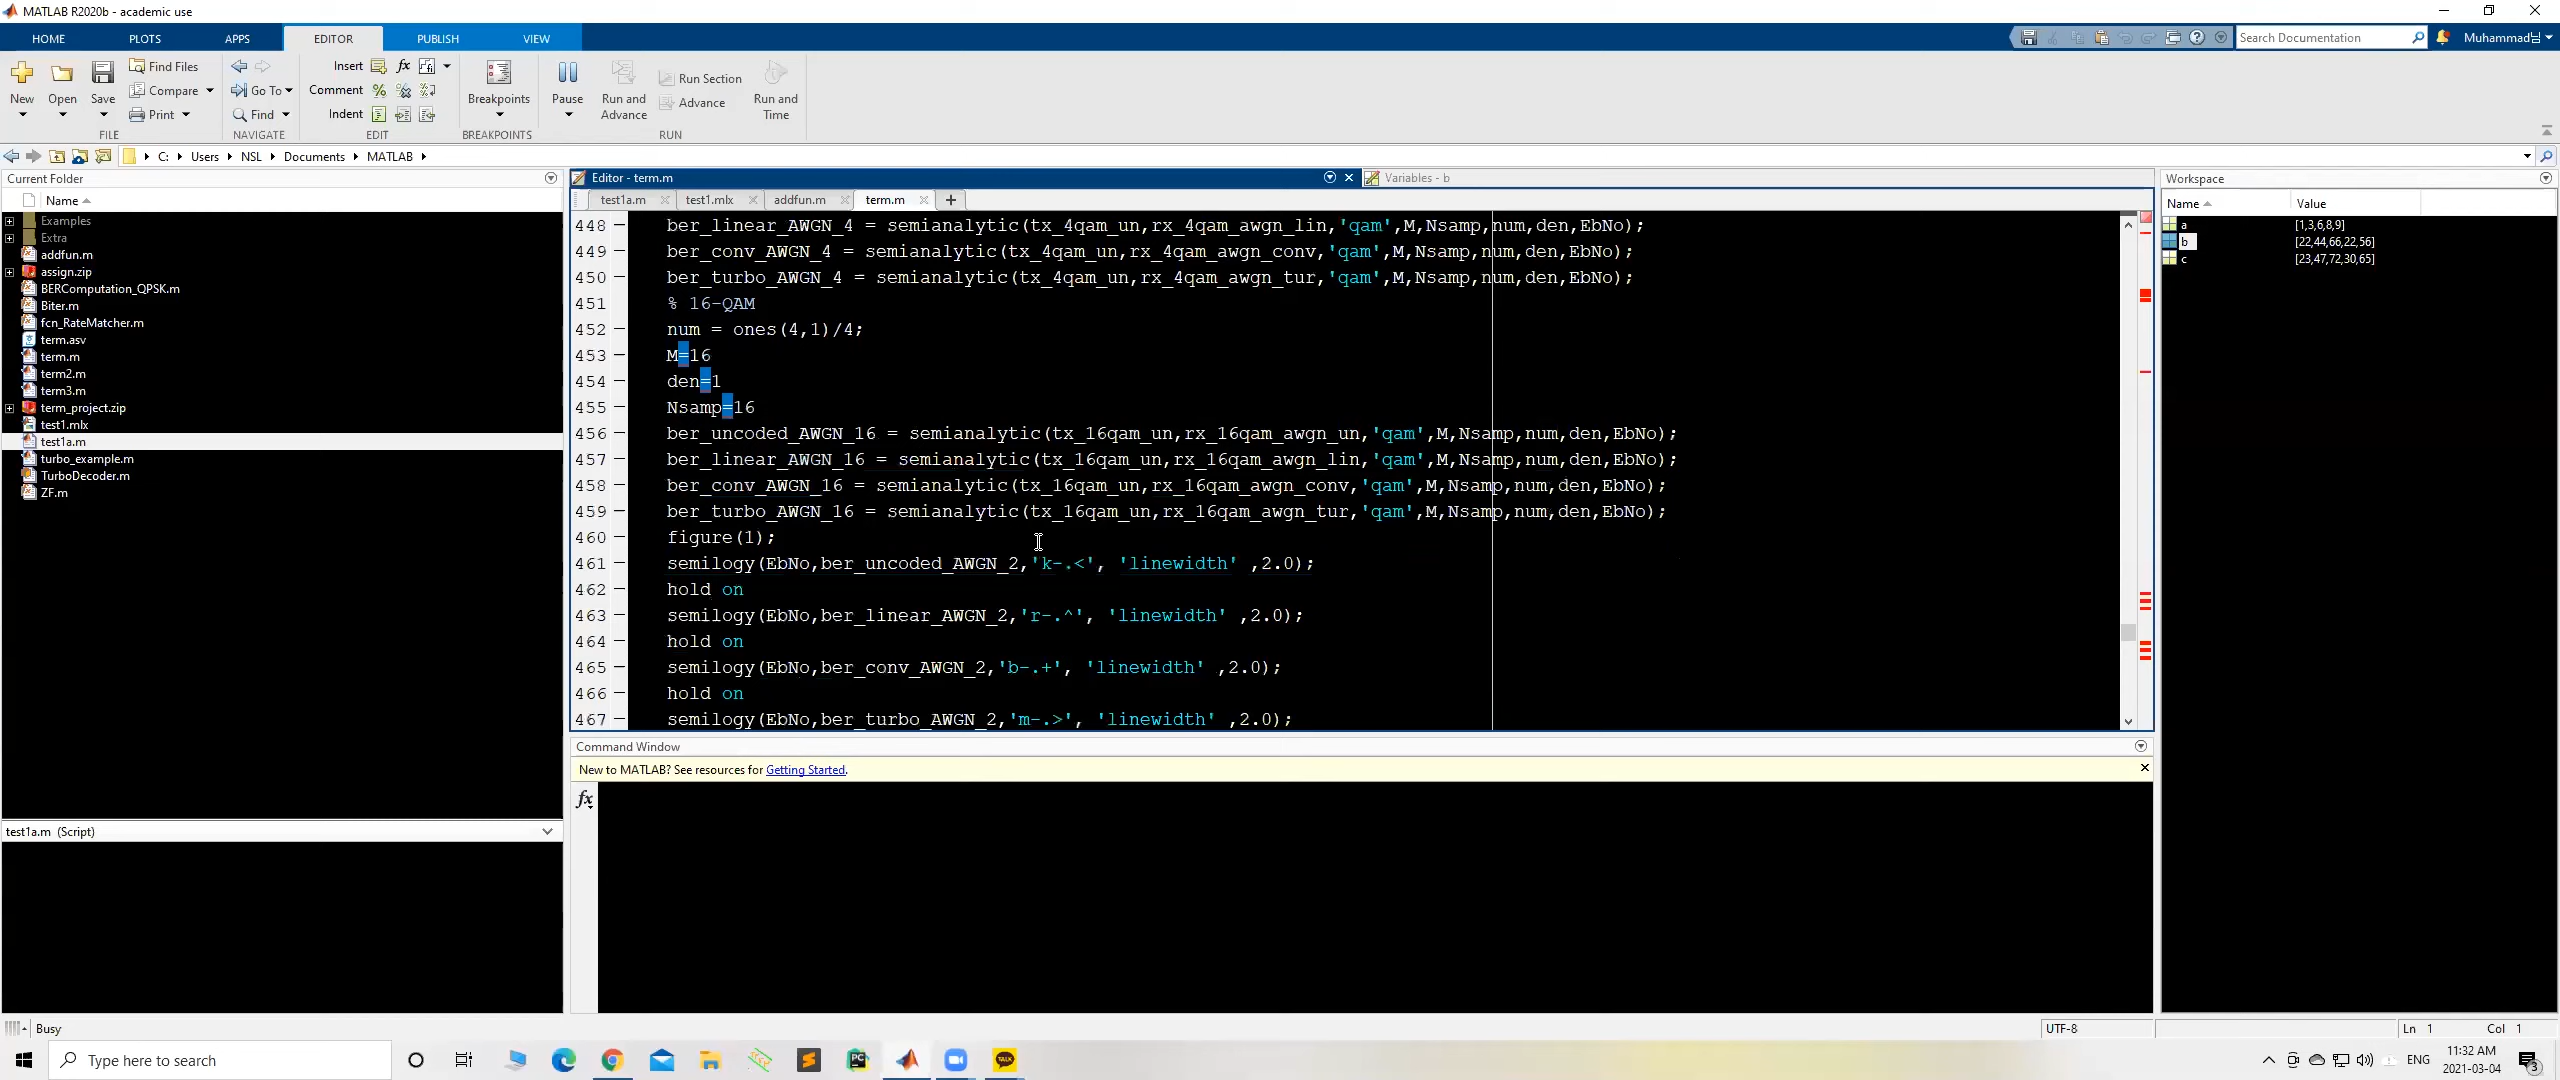 MATLAB R2020b - academic use
HOME PLOTS APPS EDITOR PUBLISH VIEW
Search Documentation
Muhammad
New
Open
Save
Find Files
Compare
Print
FILE
Go To
Find
NAVIGATE
Insert
Comment
Indent
EDIT
Breakpoints
BREAKPOINTS
Pause
Run and Advance
Run Section
Advance
Run and Time
RUN
C: Users NSL Documents MATLAB
Current Folder
Name
Examples
Extra
addfun.m
assign.zip
BERComputation_QPSK.m
Biter.m
fcn_RateMatcher.m
term.asv
term.m
term2.m
term3.m
term_project.zip
test1.mlx
test1a.m
turbo_example.m
TurboDecoder.m
ZF.m
test1a.m (Script)
Editor - term.m
Variables - b
test1a.m test1.mlx addfun.m term.m
448 ber_linear_AWGN_4 = semianalytic(tx_4qam_un,rx_4qam_awgn_lin,'qam',M,Nsamp,num,den,EbNo);
449 ber_conv_AWGN_4 = semianalytic(tx_4qam_un,rx_4qam_awgn_conv,'qam',M,Nsamp,num,den,EbNo);
450 ber_turbo_AWGN_4 = semianalytic(tx_4qam_un,rx_4qam_awgn_tur,'qam',M,Nsamp,num,den,EbNo);
451 % 16-QAM
452 num = ones(4,1)/4;
453 M=16
454 den=1
455 Nsamp=16
456 ber_uncoded_AWGN_16 = semianalytic(tx_16qam_un,rx_16qam_awgn_un,'qam',M,Nsamp,num,den,EbNo);
457 ber_linear_AWGN_16 = semianalytic(tx_16qam_un,rx_16qam_awgn_lin,'qam',M,Nsamp,num,den,EbNo);
458 ber_conv_AWGN_16 = semianalytic(tx_16qam_un,rx_16qam_awgn_conv,'qam',M,Nsamp,num,den,EbNo);
459 ber_turbo_AWGN_16 = semianalytic(tx_16qam_un,rx_16qam_awgn_tur,'qam',M,Nsamp,num,den,EbNo);
460 figure(1);
461 semilogy(EbNo,ber_uncoded_AWGN_2,'k-.<', 'linewidth' ,2.0);
462 hold on
463 semilogy(EbNo,ber_linear_AWGN_2,'r-.^', 'linewidth' ,2.0);
464 hold on
465 semilogy(EbNo,ber_conv_AWGN_2,'b-.+', 'linewidth' ,2.0);
466 hold on
467 semilogy(EbNo,ber_turbo_AWGN_2,'m-.>', 'linewidth' ,2.0);
Command Window
New to MATLAB? See resources for Getting Started.
fx
Workspace
Name Value
a [1,3,6,8,9]
b [22,44,66,22,56]
c [23,47,72,30,65]
Busy
UTF-8
Ln 1 Col 1
Type here to search
ENG
11:32 AM
2021-03-04
3